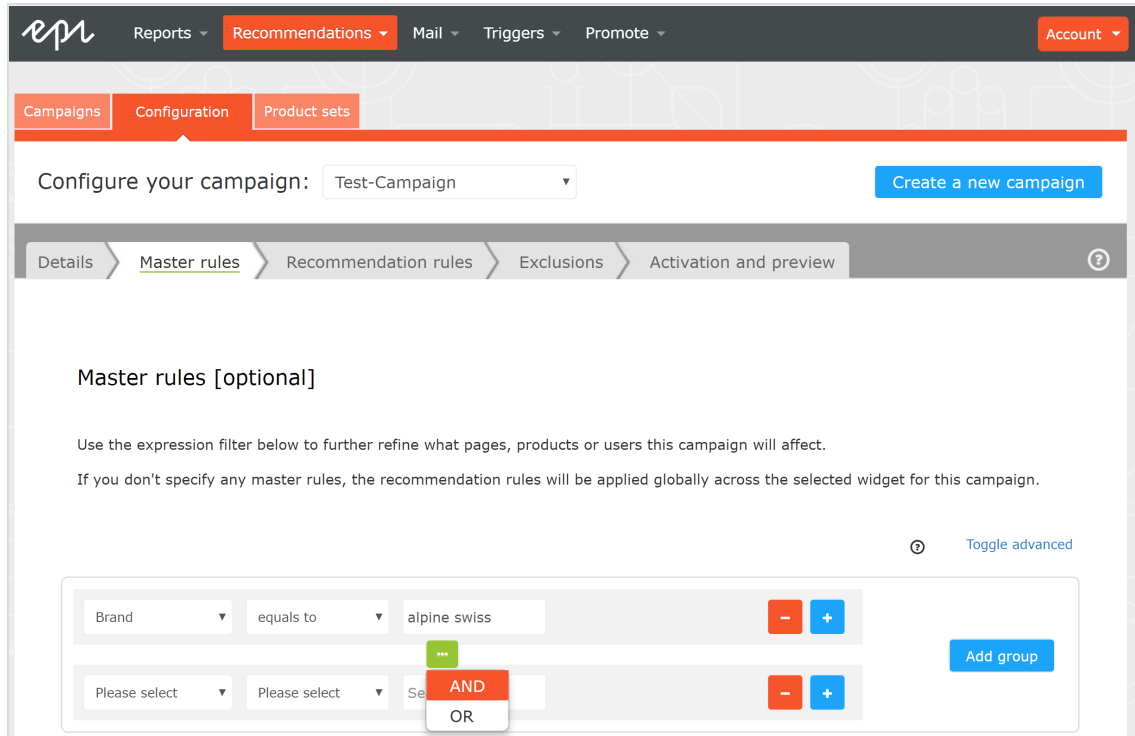 epi Reports Recommendations Mail Triggers Promote Account
Campaigns Configuration Product sets
Configure your campaign: Test-Campaign Create a new campaign
Details Master rules Recommendation rules Exclusions Activation and preview ?
Master rules [optional]
Use the expression filter below to further refine what pages, products or users this campaign will affect.
If you don't specify any master rules, the recommendation rules will be applied globally across the selected widget for this campaign.
? Toggle advanced
Brand equals to alpine swiss - +
...
Add group
Please select Please select Se - +
AND
OR